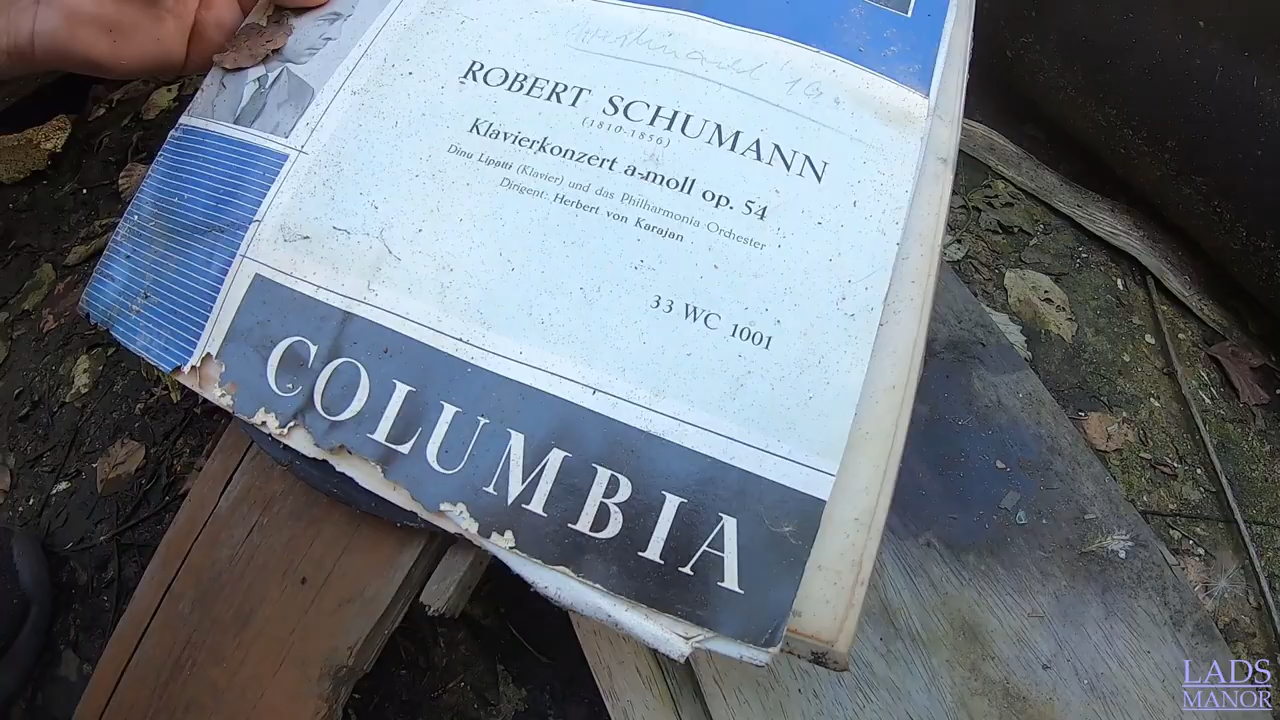 ROBERT SCHUMANN
(1810-1856)
Klavierkonzert a-moll op. 54
Dinu Lipatti (Klavier) und das Philharmonia Orchester
Dirigent: Herbert von Karajan
33 WC 1001
COLUMBIA
LADS
MANOR